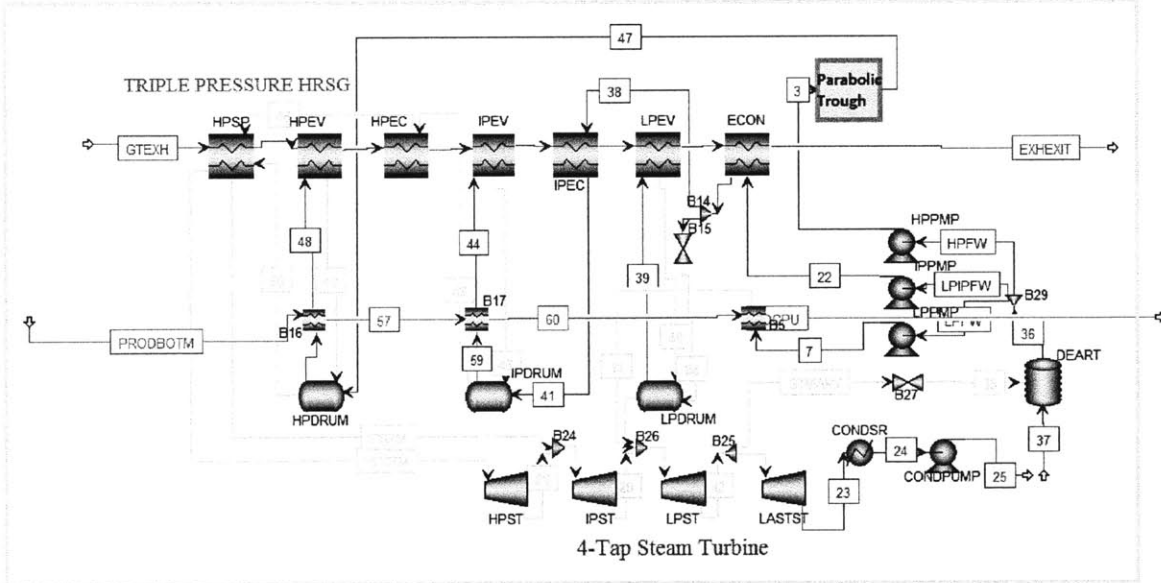 47
TRIPLE PRESSURE HRSG
3
Parabolic
Trough
38
HPSP
HPEV
HPEC
IPEV
LPEV
ECON
GTEXH
EXHEXIT
IPEC
B14
B15
HPPMP
HPFW
48
44
39
22
IPPMP
LPIPFW
B29
B17
LPPMP
B16
57
60
B5
PRODBOTM
7
36
59
DEART
IPDRUM
41
B27
HPDRUM
LPDRUM
B24
B26
B25
CONDSR
24
37
CONDPUMP
25
23
HPST
IPST
LPST
LASTST
4-Tap Steam Turbine